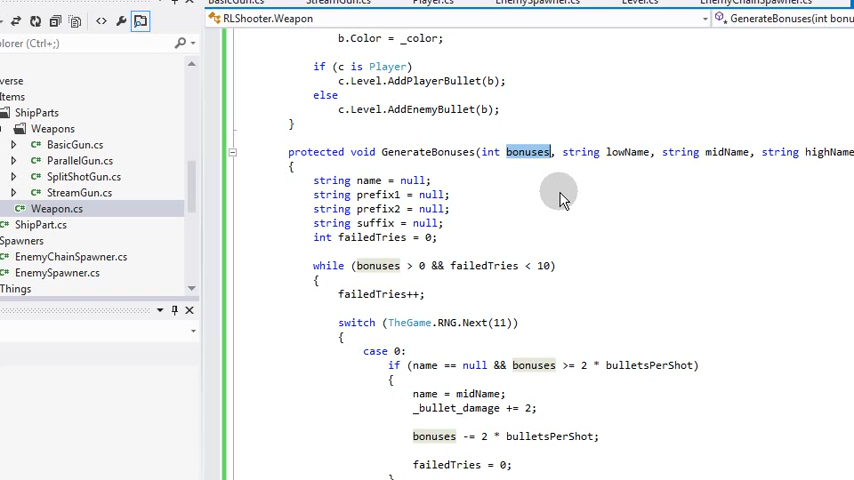 BasicGun.cs StreamGun.cs Player.cs EnemySpawner.cs Level.cs EnemyChainSpawner.cs
RLShooter.Weapon GenerateBonuses(int bonu
plorer (Ctrl+;)
verse
Items
ShipParts
Weapons
BasicGun.cs
ParallelGun.cs
SplitShotGun.cs
StreamGun.cs
Weapon.cs
ShipPart.cs
Spawners
EnemyChainSpawner.cs
EnemySpawner.cs
Things
b.Color = _color;
if (c is Player)
c.Level.AddPlayerBullet(b);
else
c.Level.AddEnemyBullet(b);
}
protected void GenerateBonuses(int bonuses, string lowName, string midName, string highName
{
string name = null;
string prefix1 = null;
string prefix2 = null;
string suffix = null;
int failedTries = 0;
while (bonuses > 0 && failedTries < 10)
{
failedTries++;
switch (TheGame.RNG.Next(11))
{
case 0:
if (name == null && bonuses >= 2 * bulletsPerShot)
{
name = midName;
_bullet_damage += 2;
bonuses -= 2 * bulletsPerShot;
failedTries = 0;
}